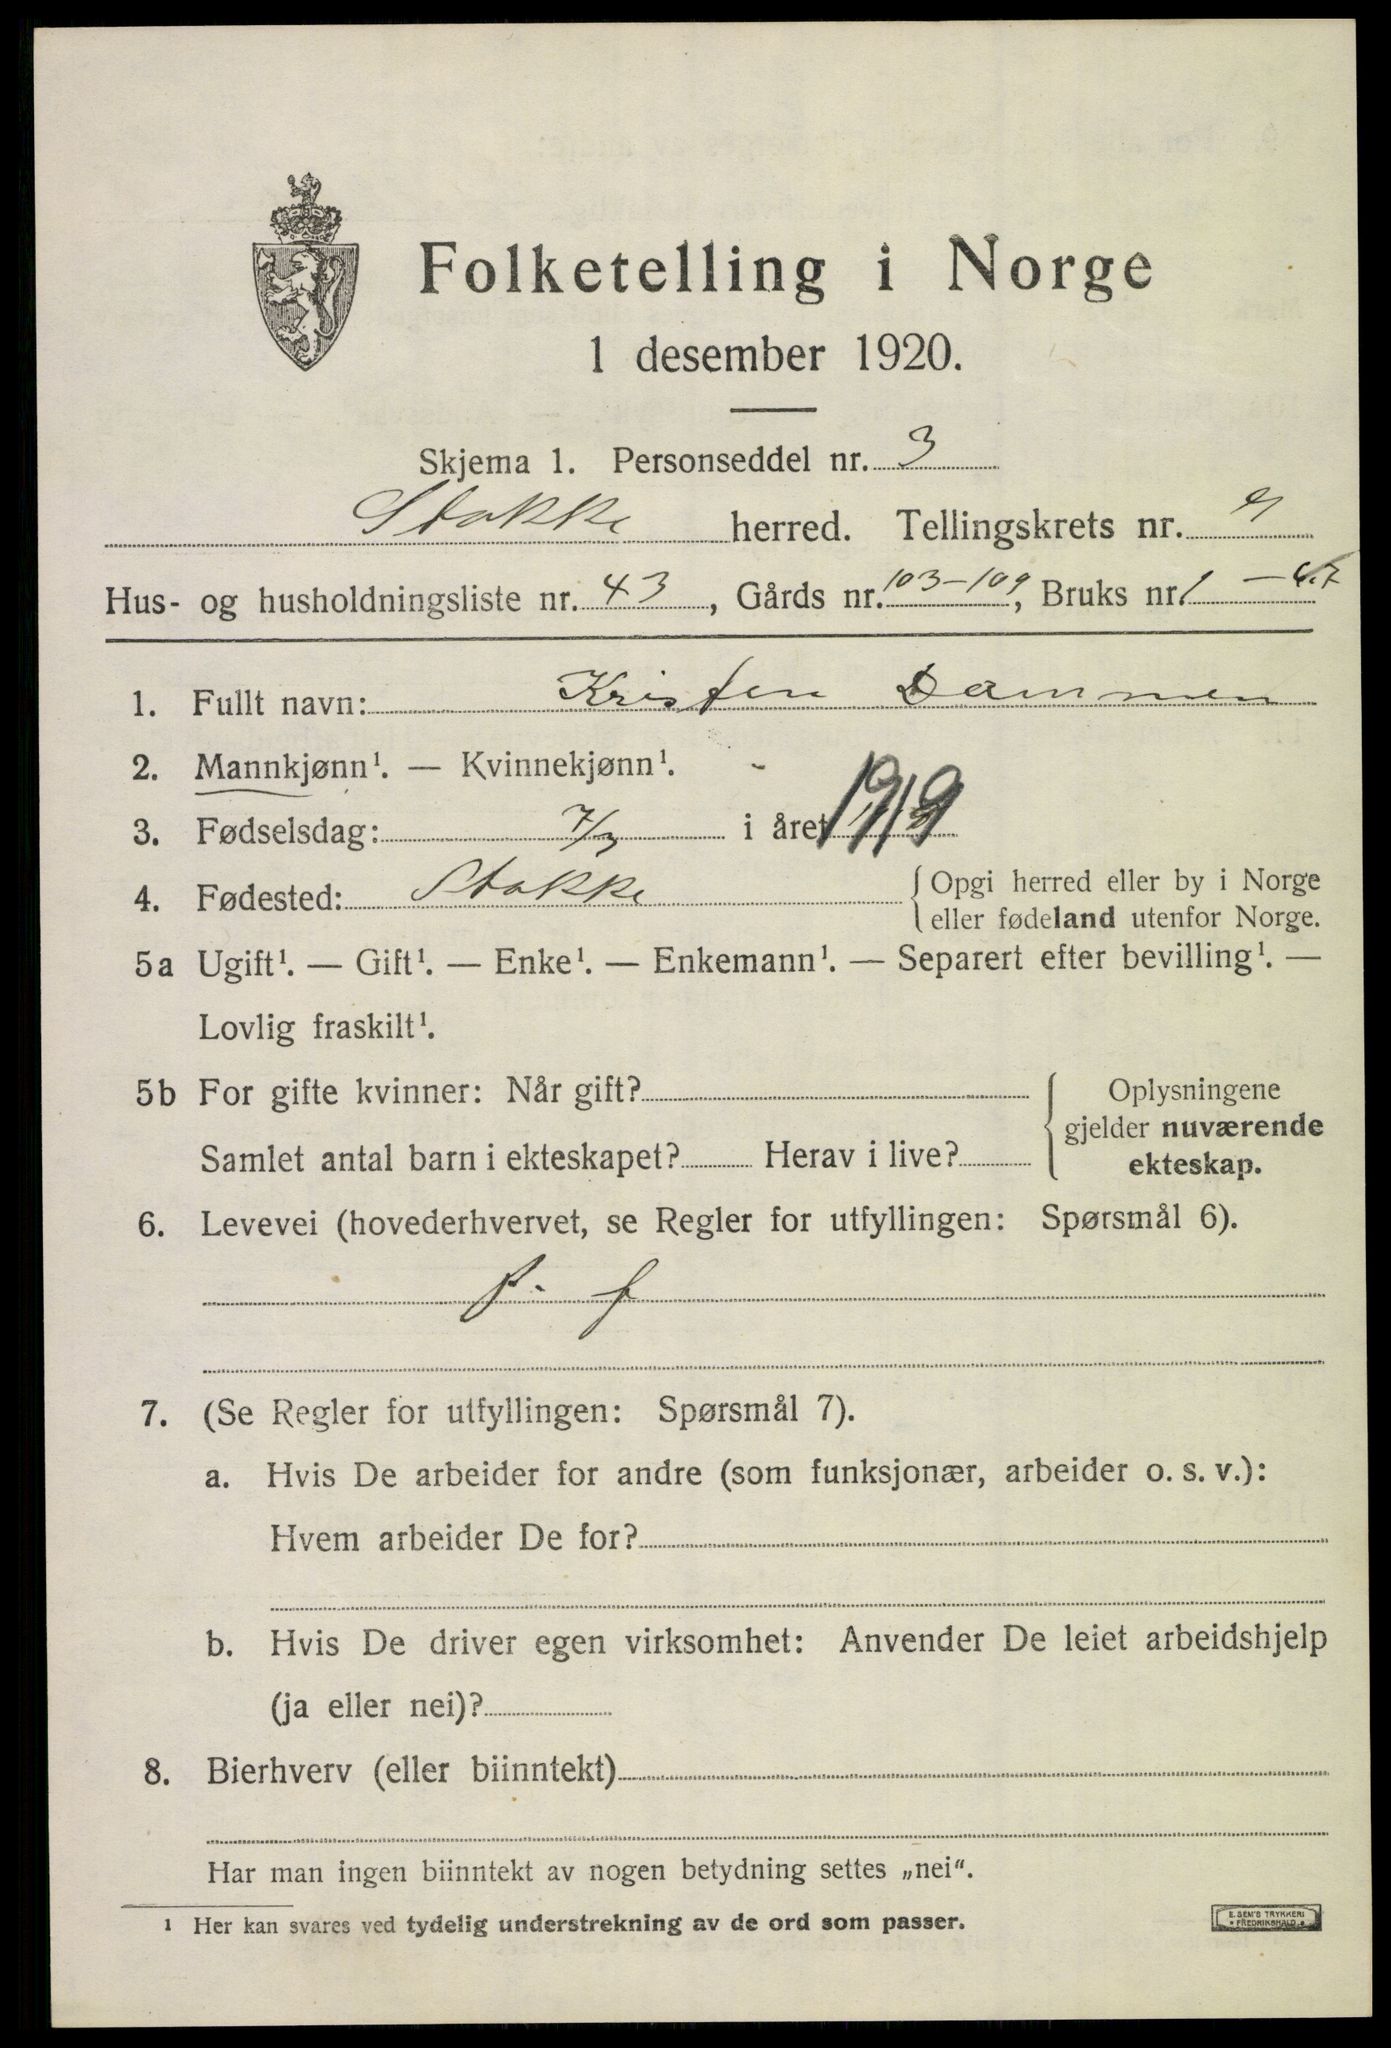 Folketelling i Norge
1 desember 1920.
Skjema 1. Personseddel nr. 3
Stokke herred. Tellingskrets nr.
Hus- og husholdningsliste nr. 43, Gårds nr. 103-109, Bruks nr. 1
1. Fullt navn: Kristen Dammen
2. Mannkjønn¹. — Kvinnekjønn¹.
3. Fødselsdag: 7/3 i året 1919
4. Fødested: Stokke { Opgi herred eller by i Norge
eller fødeland utenfor Norge.
5a Ugift¹. — Gift¹. — Enke¹. — Enkemann¹. — Separert efter bevilling¹. —
Lovlig fraskilt¹.
5b For gifte kvinner: Når gift? { Oplysningene
gjelder nuværende
Samlet antal barn i ekteskapet? Herav i live? ekteskap.
6. Levevei (hovederhvervet, se Regler for utfyllingen: Spørsmål 6).
7. (Se Regler for utfyllingen: Spørsmål 7).
a. Hvis De arbeider for andre (som funksjonær, arbeider o. s. v.):
Hvem arbeider De for?
b. Hvis De driver egen virksomhet: Anvender De leiet arbeidshjelp
(ja eller nei)?
8. Bierhverv (eller biinntekt)
Har man ingen biinntekt av nogen betydning settes „nei“.
1 Her kan svares ved tydelig understrekning av de ord som passer.
E. SEM'S TRYKKERI
FREDRIKSHALD